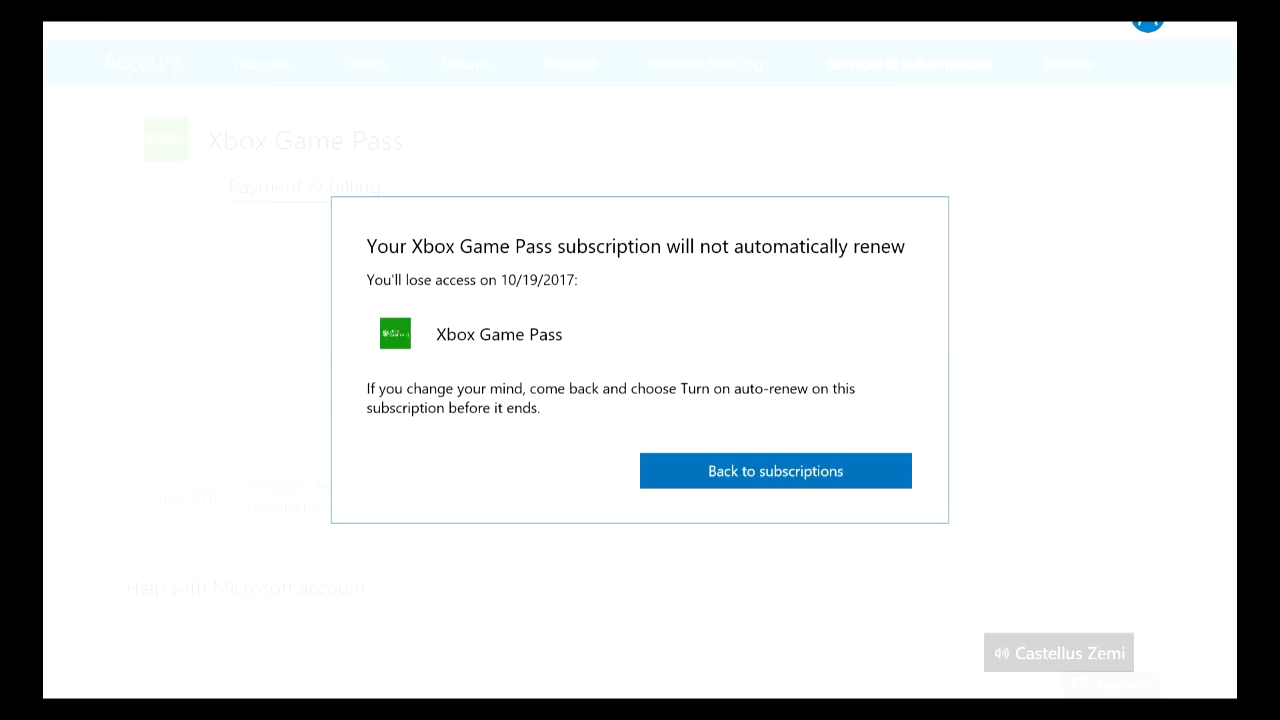 Account
Xbox Game Pass
Payment & billing
Your Xbox Game Pass subscription will not automatically renew
You'll lose access on 10/19/2017:
Xbox Game Pass
If you change your mind, come back and choose Turn on auto-renew on this
subscription before it ends.
Back to subscriptions
Help with Microsoft account
Castellus Zemi